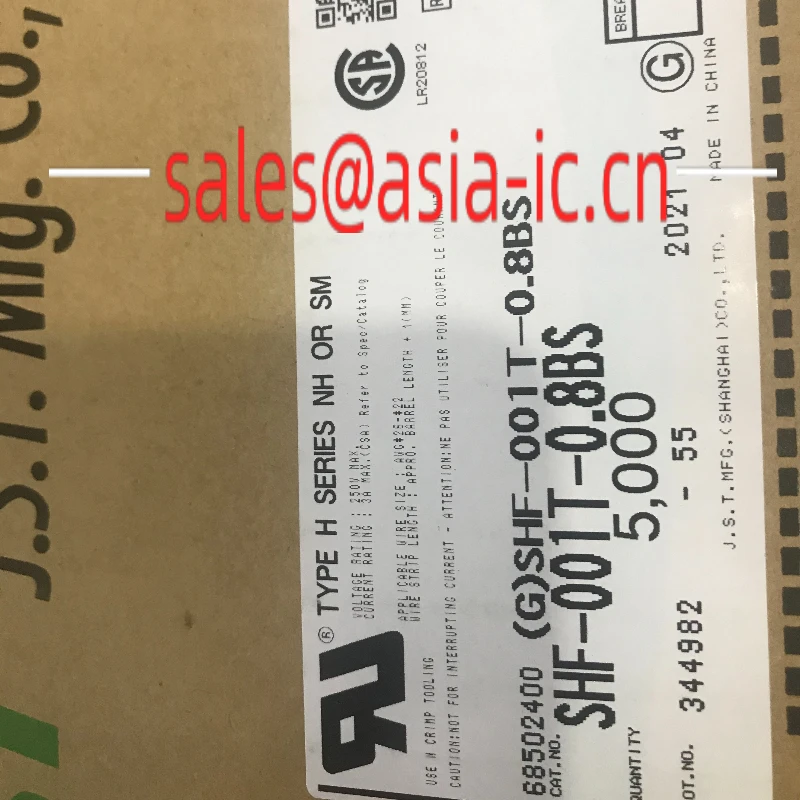 J.S.T. Mfg. Co.,
sales@asia-ic.cn
® TYPE H SERIES NH OR SM
LR20812
VOLTAGE RATING : 250V MAX.
CURRENT RATING : 3A MAX.(CSA) Refer to Spec/Catalog
APPLICABLE WIRE SIZE : AWG#28-#22
WIRE STRIP LENGTH : APPRO. BARREL LENGTH + 1(MM)
USE W CRIMP TOOLING
CAUTION:NOT FOR INTERRUPTING CURRENT - ATTENTION:NE PAS UTILISER POUR COUPER LE COURANT
68502400 (G)SHF-001T-0.8BS
CAT.NO. SHF-001T-0.8BS
QUANTITY 5,000
LOT.NO. 344982 - 55 2021 04 G
J.S.T.MFG.(SHANGHAI)CO.,LTD. MADE IN CHINA